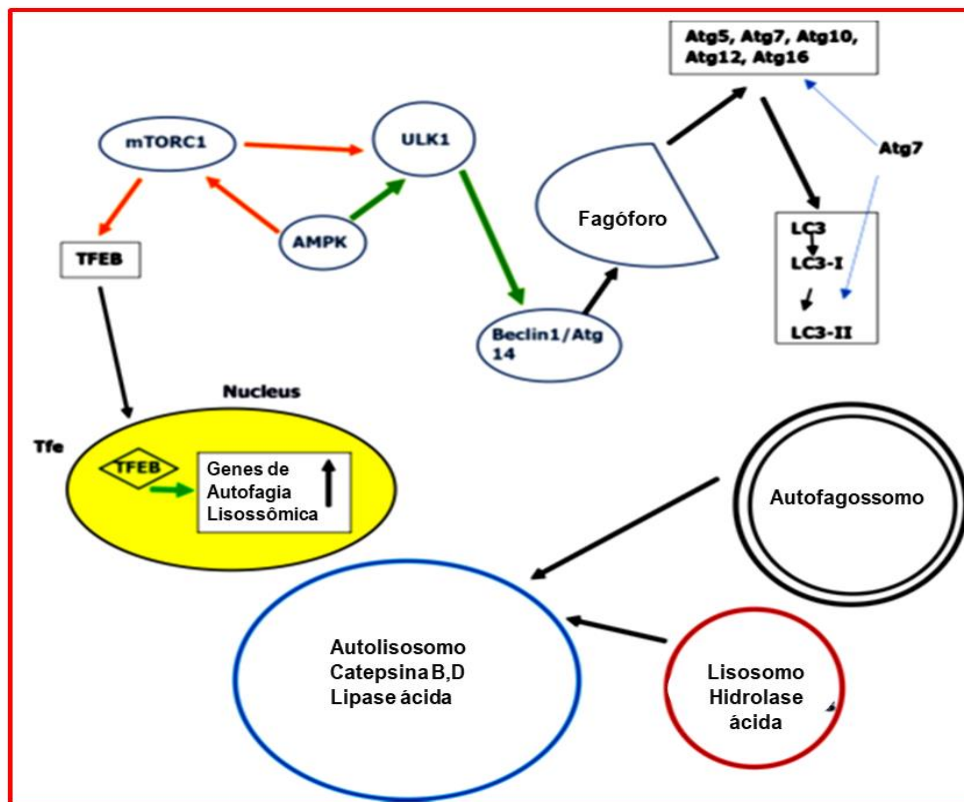 Atg5, Atg7, Atg10,
Atg12, Atg16
mTORC1
ULK1
Atg7
AMPK
Fagóforo
TFEB
LC3
LC3-I
LC3-II
Beclin1/Atg
14
Nucleus
Tfe
TFEB
Genes de
Autofagia
Lisossômica
Autofagossomo
Autolisosomo
Catepsina B,D
Lipase ácida
Lisosomo
Hidrolase
ácida